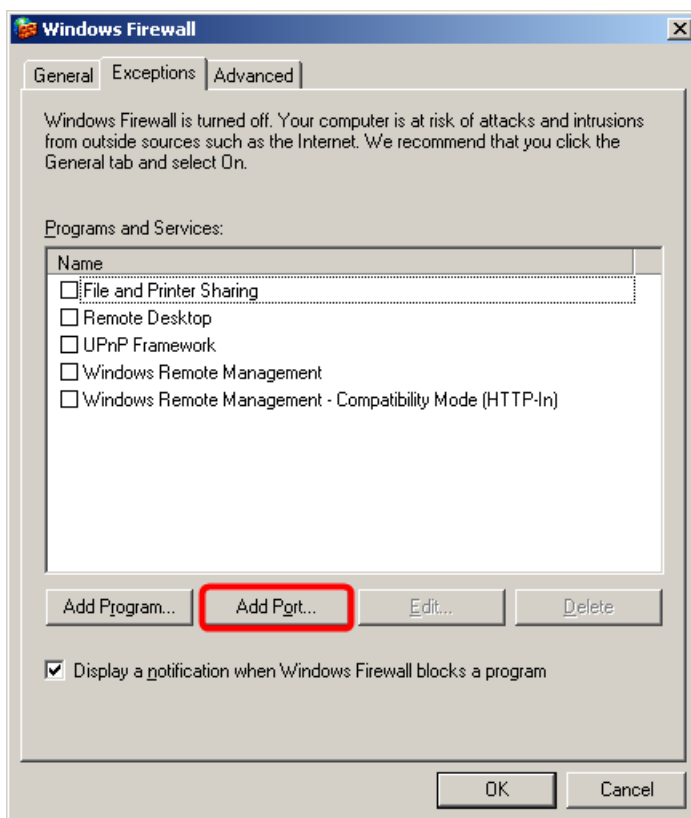 Windows Firewall
General Exceptions Advanced
Windows Firewall is turned off. Your computer is at risk of attacks and intrusions
from outside sources such as the Internet. We recommend that you click the
General tab and select On.
Programs and Services:
Name
File and Printer Sharing
Remote Desktop
UPnP Framework
Windows Remote Management
Windows Remote Management - Compatibility Mode (HTTP-In)
Add Program... Add Port... Edit... Delete
Display a notification when Windows Firewall blocks a program
OK Cancel